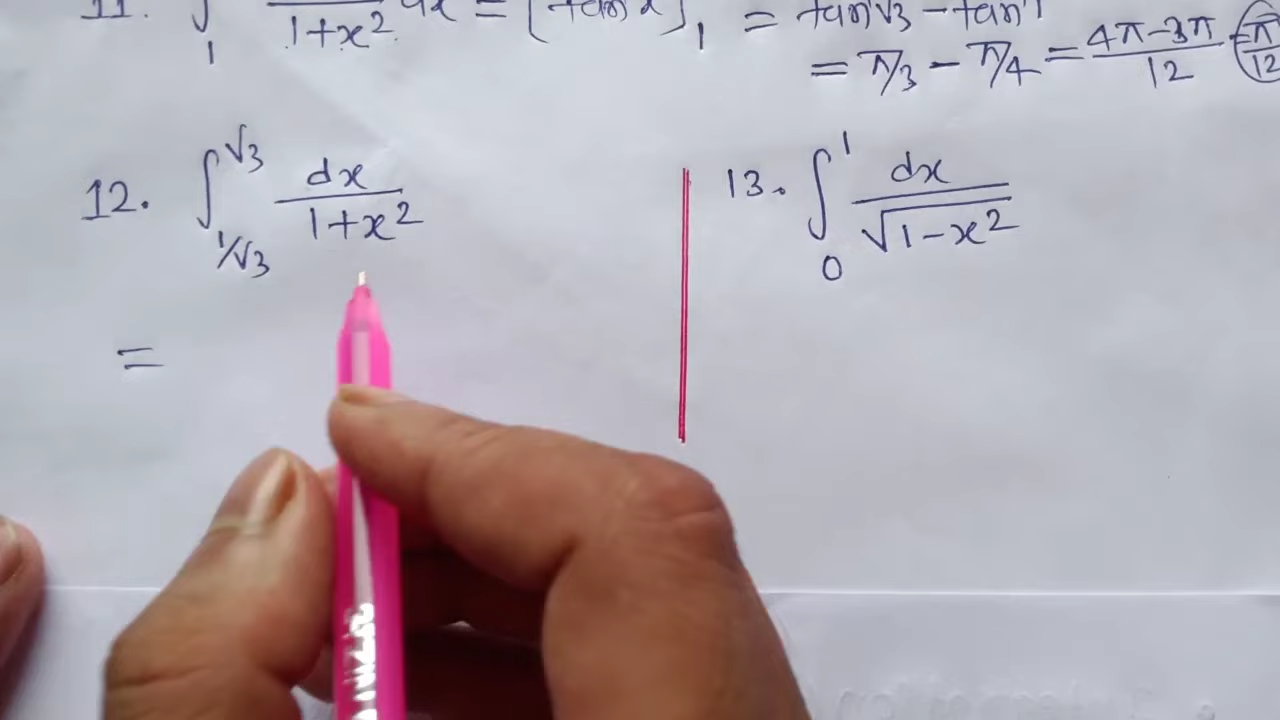 11. ∫₁ 1+x² dx = [tan⁻¹x]₁ = tan⁻¹√3 - tan⁻¹1
= π/3 - π/4 = (4π-3π)/12 = π/12
12. ∫_{1/√3}^{√3} dx/(1+x²)
=
13. ∫_0^1 dx/√(1-x²)